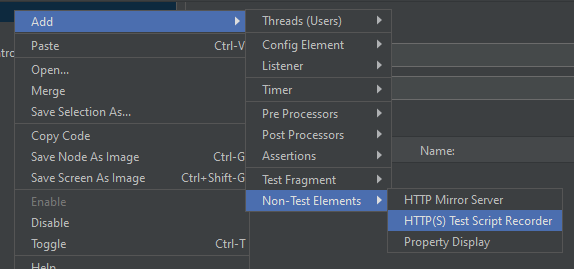 Add
Paste Ctrl-V
Open...
Merge
Save Selection As...
Copy Code
Save Node As Image Ctrl-G
Save Screen As Image Ctrl+Shift-G
Enable
Disable
Toggle Ctrl-T
Help
Threads (Users)
Config Element
Listener
Timer
Pre Processors
Post Processors
Assertions
Test Fragment
Non-Test Elements
HTTP Mirror Server
HTTP(S) Test Script Recorder
Property Display
Name: